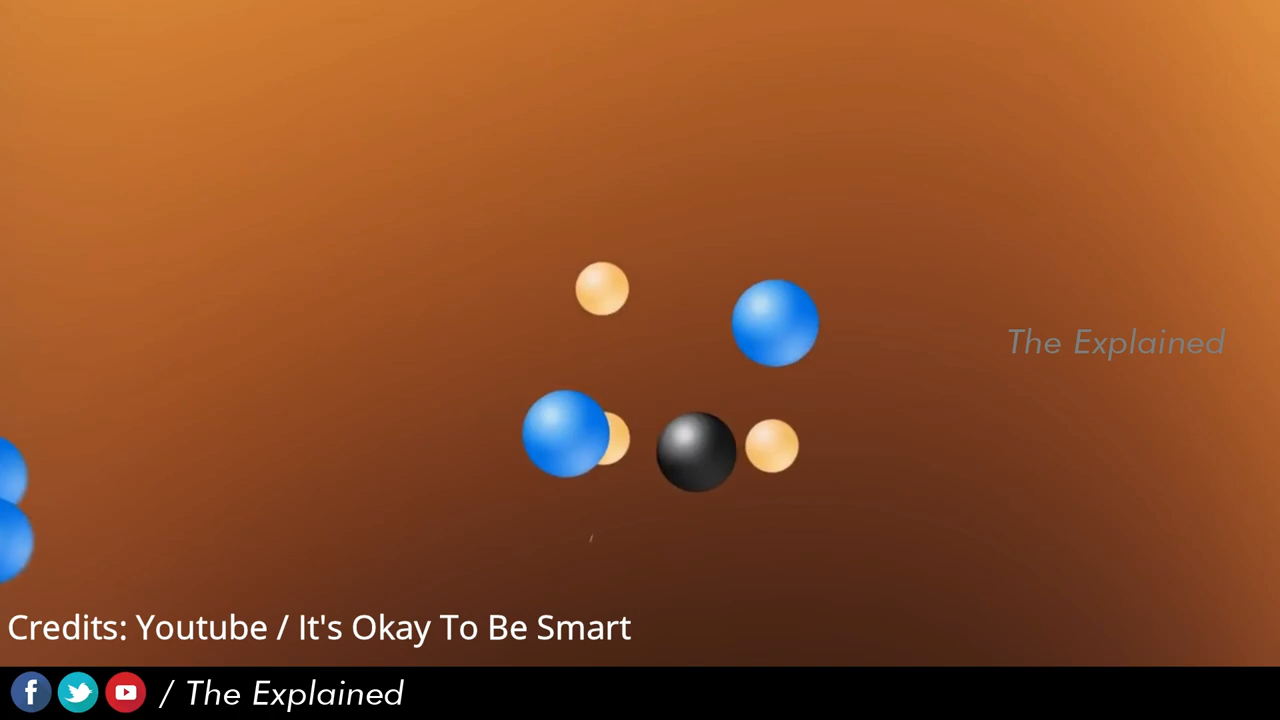 The Explained
Credits: Youtube / It's Okay To Be Smart
/ The Explained